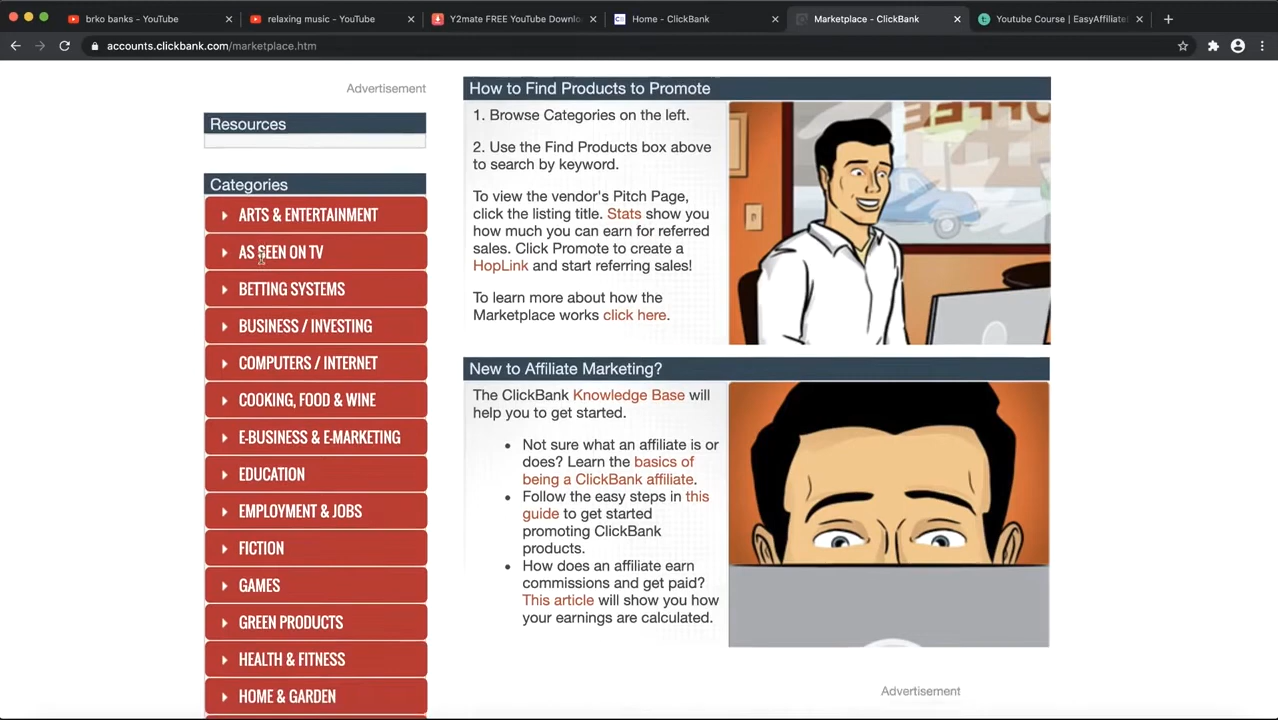 brko banks - YouTube
relaxing music - YouTube
Y2mate FREE YouTube Downlo
Home - ClickBank
Marketplace - ClickBank
Youtube Course | EasyAffiliate
accounts.clickbank.com/marketplace.htm
Advertisement
Resources
Categories
ARTS & ENTERTAINMENT
AS SEEN ON TV
BETTING SYSTEMS
BUSINESS / INVESTING
COMPUTERS / INTERNET
COOKING, FOOD & WINE
E-BUSINESS & E-MARKETING
EDUCATION
EMPLOYMENT & JOBS
FICTION
GAMES
GREEN PRODUCTS
HEALTH & FITNESS
HOME & GARDEN
How to Find Products to Promote
1. Browse Categories on the left.
2. Use the Find Products box above
to search by keyword.
To view the vendor's Pitch Page,
click the listing title. Stats show you
how much you can earn for referred
sales. Click Promote to create a
HopLink and start referring sales!
To learn more about how the
Marketplace works click here.
New to Affiliate Marketing?
The ClickBank Knowledge Base will
help you to get started.
• Not sure what an affiliate is or
does? Learn the basics of
being a ClickBank affiliate.
• Follow the easy steps in this
guide to get started
promoting ClickBank
products.
• How does an affiliate earn
commissions and get paid?
This article will show you how
your earnings are calculated.
Advertisement